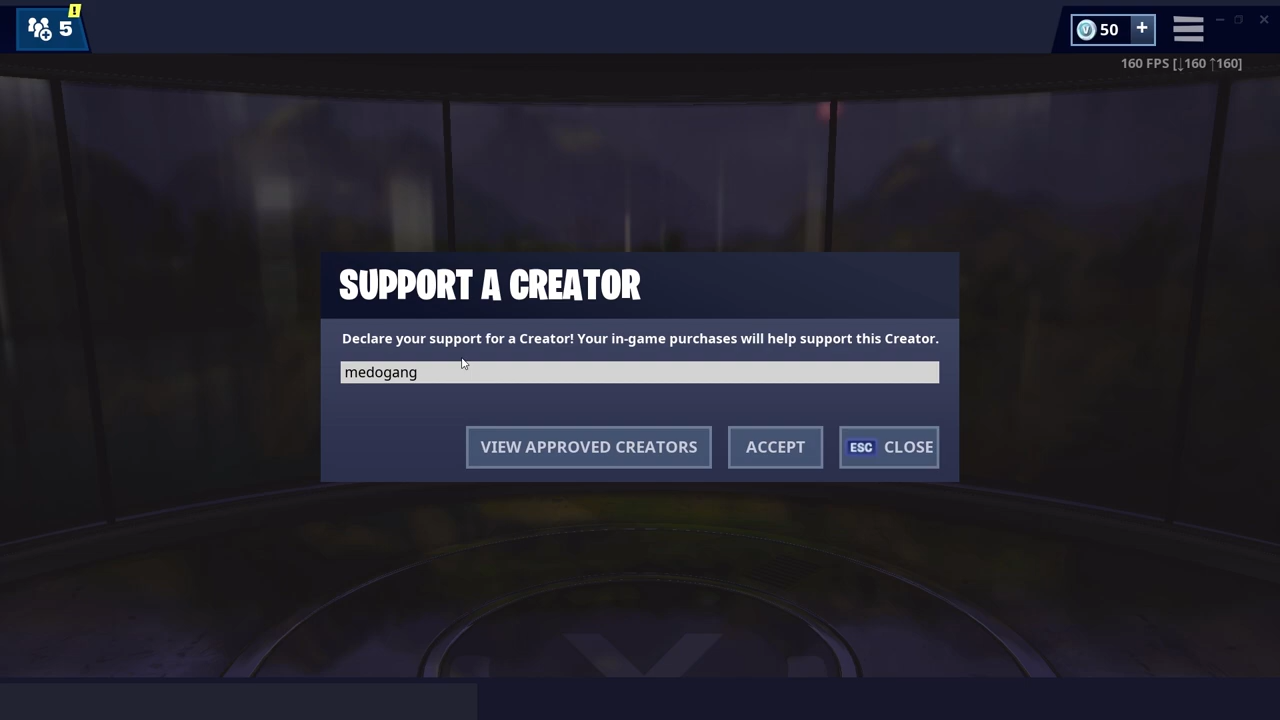 !
5
50 +
160 FPS [↓160 ↑160]
SUPPORT A CREATOR
Declare your support for a Creator! Your in-game purchases will help support this Creator.
medogang
VIEW APPROVED CREATORS
ACCEPT
ESC CLOSE